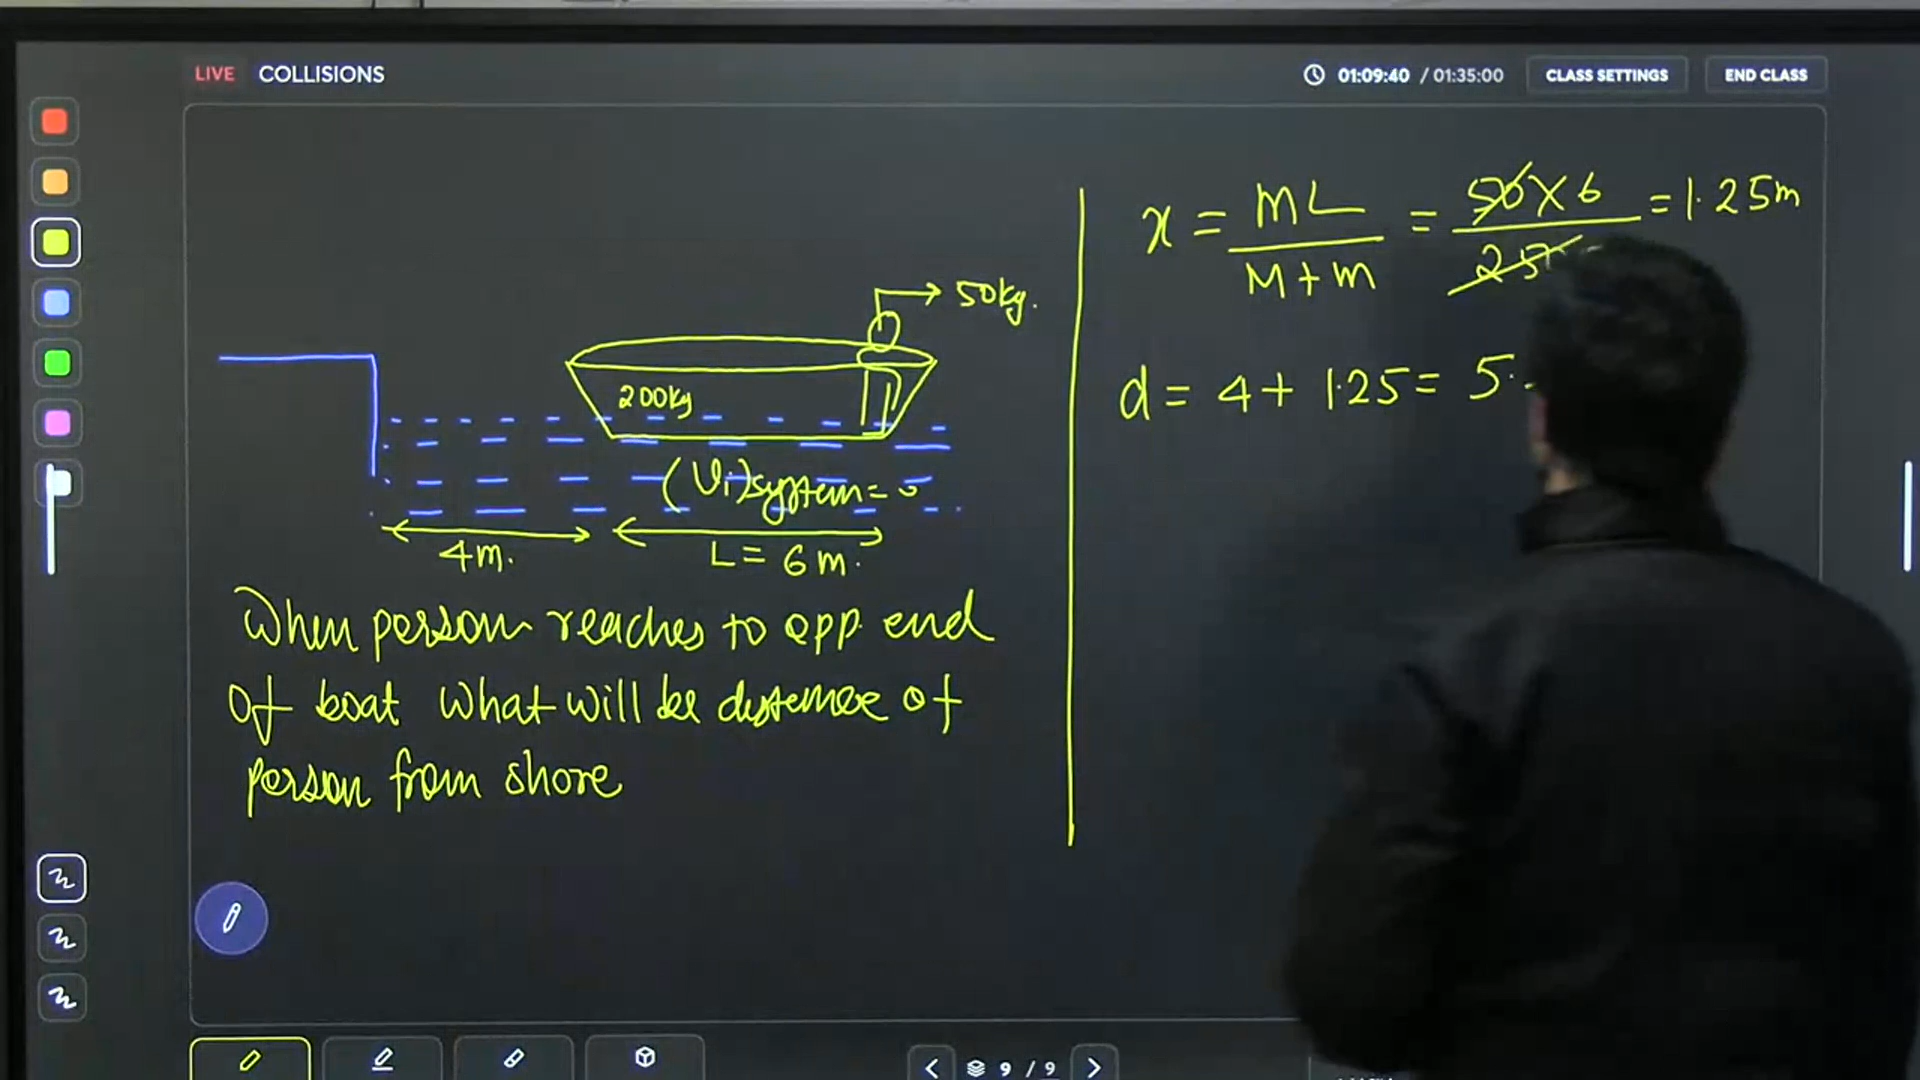 LIVE COLLISIONS
01:09:40 / 01:35:00
CLASS SETTINGS
END CLASS
50kg.
200kg
(Ui)system = 0
4m.
L = 6m.
When person reaches to opp. end
of boat what will be distance of
person from shore
x = mL / M + m = 50 X 6 / 25 = 1.25m
d = 4 + 1.25 = 5.
9 / 9